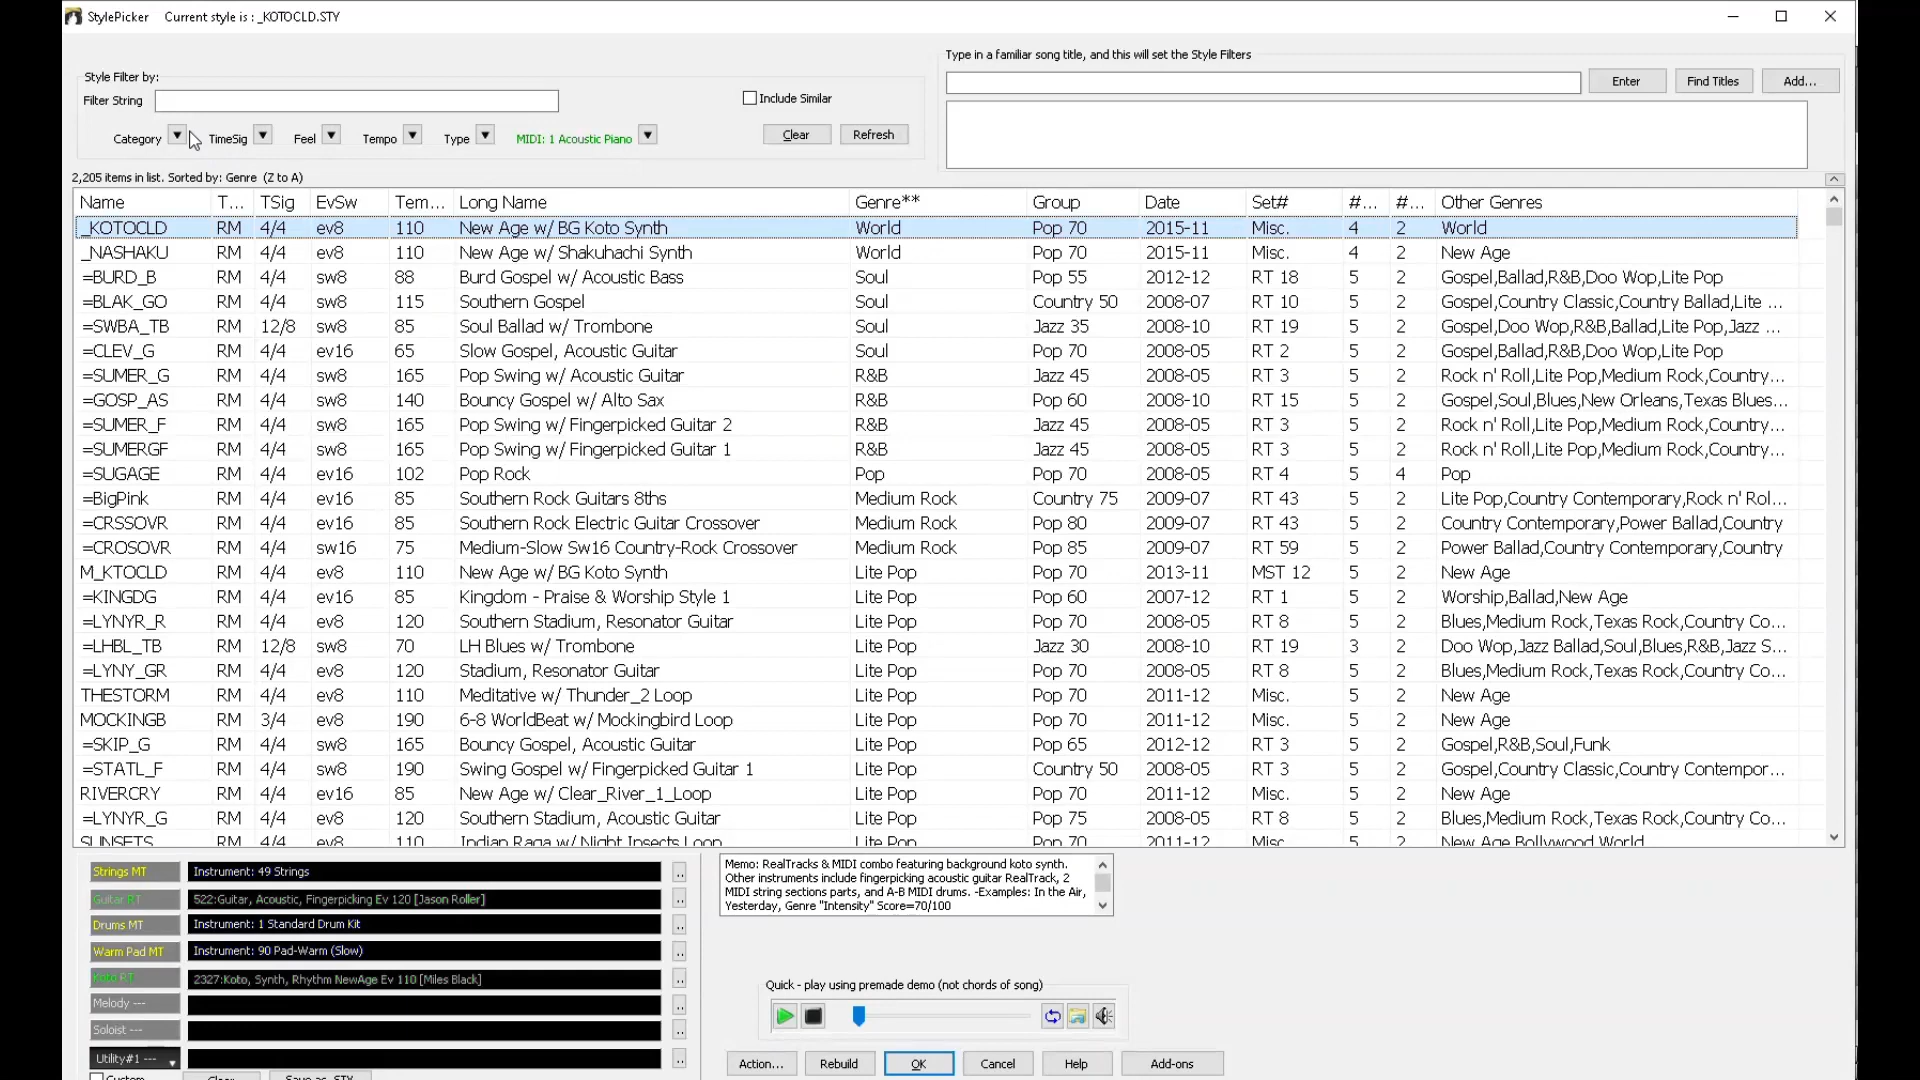 StylePicker Current style is : _KOTOCLD.STY
Type in a familiar song title, and this will set the Style Filters
Style Filter by:
Filter String
Include Similar
Enter Find Titles Add...
Category TimeSig Feel Tempo Type MIDI: 1 Acoustic Piano Clear Refresh
2,205 items in list. Sorted by: Genre (Z to A)
Name T... TSig EvSw Tem... Long Name Genre** Group Date Set# #... #... Other Genres
_KOTOCLD RM 4/4 ev8 110 New Age w/ BG Koto Synth World Pop 70 2015-11 Misc. 4 2 World
_NASHAKU RM 4/4 ev8 110 New Age w/ Shakuhachi Synth World Pop 70 2015-11 Misc. 4 2 New Age
=BURD_B RM 4/4 sw8 88 Burd Gospel w/ Acoustic Bass Soul Pop 55 2012-12 RT 18 5 2 Gospel,Ballad,R&B,Doo Wop,Lite Pop
=BLAK_GO RM 4/4 sw8 115 Southern Gospel Soul Country 50 2008-07 RT 10 5 2 Gospel,Country Classic,Country Ballad,Lite ...
=SWBA_TB RM 12/8 sw8 85 Soul Ballad w/ Trombone Soul Jazz 35 2008-10 RT 19 5 2 Gospel,Doo Wop,R&B,Ballad,Lite Pop,Jazz ...
=CLEV_G RM 4/4 ev16 65 Slow Gospel, Acoustic Guitar Soul Pop 70 2008-05 RT 2 5 2 Gospel,Ballad,R&B,Doo Wop,Lite Pop
=SUMER_G RM 4/4 sw8 165 Pop Swing w/ Acoustic Guitar R&B Jazz 45 2008-05 RT 3 5 2 Rock n' Roll,Lite Pop,Medium Rock,Country...
=GOSP_AS RM 4/4 sw8 140 Bouncy Gospel w/ Alto Sax R&B Pop 60 2008-10 RT 15 5 2 Gospel,Soul,Blues,New Orleans,Texas Blues...
=SUMER_F RM 4/4 sw8 165 Pop Swing w/ Fingerpicked Guitar 2 R&B Jazz 45 2008-05 RT 3 5 2 Rock n' Roll,Lite Pop,Medium Rock,Country...
=SUMERGF RM 4/4 sw8 165 Pop Swing w/ Fingerpicked Guitar 1 R&B Jazz 45 2008-05 RT 3 5 2 Rock n' Roll,Lite Pop,Medium Rock,Country...
=SUGAGE RM 4/4 ev16 102 Pop Rock Pop Pop 70 2008-05 RT 4 5 4 Pop
=BigPink RM 4/4 ev16 85 Southern Rock Guitars 8ths Medium Rock Country 75 2009-07 RT 43 5 2 Lite Pop,Country Contemporary,Rock n' Rol...
=CRSSOVR RM 4/4 ev16 85 Southern Rock Electric Guitar Crossover Medium Rock Pop 80 2009-07 RT 43 5 2 Country Contemporary,Power Ballad,Country
=CROSOVR RM 4/4 sw16 75 Medium-Slow Sw16 Country-Rock Crossover Medium Rock Pop 85 2009-07 RT 59 5 2 Power Ballad,Country Contemporary,Country
M_KTOCLD RM 4/4 ev8 110 New Age w/ BG Koto Synth Lite Pop Pop 70 2013-11 MST 12 5 2 New Age
=KINGDG RM 4/4 ev16 85 Kingdom - Praise & Worship Style 1 Lite Pop Pop 60 2007-12 RT 1 5 2 Worship,Ballad,New Age
=LYNYR_R RM 4/4 ev8 120 Southern Stadium, Resonator Guitar Lite Pop Pop 70 2008-05 RT 8 5 2 Blues,Medium Rock,Texas Rock,Country Co...
=LHBL_TB RM 12/8 sw8 70 LH Blues w/ Trombone Lite Pop Jazz 30 2008-10 RT 19 3 2 Doo Wop,Jazz Ballad,Soul,Blues,R&B,Jazz S...
=LYNY_GR RM 4/4 ev8 120 Stadium, Resonator Guitar Lite Pop Pop 70 2008-05 RT 8 5 2 Blues,Medium Rock,Texas Rock,Country Co...
THESTORM RM 4/4 ev8 110 Meditative w/ Thunder_2 Loop Lite Pop Pop 70 2011-12 Misc. 5 2 New Age
MOCKINGB RM 3/4 ev8 190 6-8 WorldBeat w/ Mockingbird Loop Lite Pop Pop 70 2011-12 Misc. 5 2 New Age
=SKIP_G RM 4/4 sw8 165 Bouncy Gospel, Acoustic Guitar Lite Pop Pop 65 2012-12 RT 3 5 2 Gospel,R&B,Soul,Funk
=STATL_F RM 4/4 sw8 190 Swing Gospel w/ Fingerpicked Guitar 1 Lite Pop Country 50 2008-05 RT 3 5 2 Gospel,Country Classic,Country Contempor...
RIVERCRY RM 4/4 ev16 85 New Age w/ Clear_River_1_Loop Lite Pop Pop 70 2011-12 Misc. 5 2 New Age
=LYNYR_G RM 4/4 ev8 120 Southern Stadium, Acoustic Guitar Lite Pop Pop 75 2008-05 RT 8 5 2 Blues,Medium Rock,Texas Rock,Country Co...
SUNSETS RM 4/4 ev8 110 Indian Raga w/ Night Insects Loop Lite Pop Pop 70 2011-12 Misc. 5 2 New Age,Bollywood,World
Strings MT Instrument: 49 Strings
Guitar RT 522:Guitar, Acoustic, Fingerpicking Ev 120 [Jason Roller]
Drums MT Instrument: 1 Standard Drum Kit
Warm Pad MT Instrument: 90 Pad-Warm (Slow)
Koto RT 2327:Koto, Synth, Rhythm NewAge Ev 110 [Miles Black]
Melody ---
Soloist ---
Utility#1 ---
Custom Clear Save as .STY
Memo: RealTracks & MIDI combo featuring background koto synth.
Other instruments include fingerpicking acoustic guitar RealTrack, 2
MIDI string sections parts, and A-B MIDI drums. -Examples: In the Air,
Yesterday, Genre "Intensity" Score=70/100
Quick - play using premade demo (not chords of song)
Action... Rebuild OK Cancel Help Add-ons